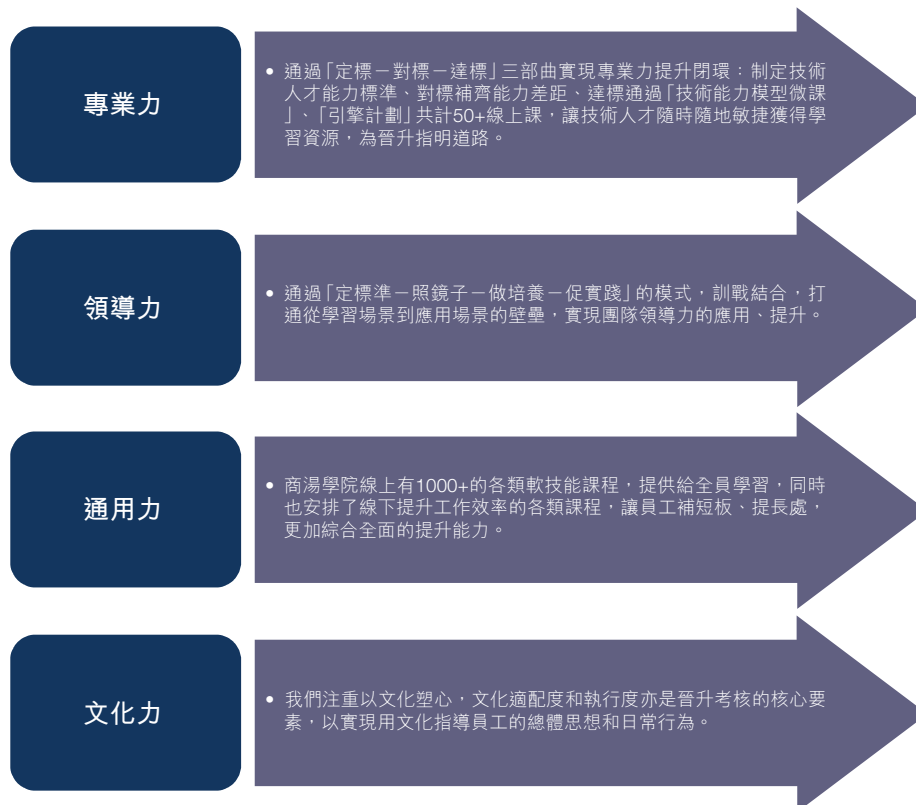 專業力
• 通過「定標－對標－達標」三部曲實現專業力提升閉環：制定技術
人才能力標準、對標補齊能力差距、達標通過「技術能力模型微課
」、「引擎計劃」共計50+線上課，讓技術人才隨時隨地敏捷獲得學
習資源，為晉升指明道路。
領導力
• 通過「定標準－照鏡子－做培養－促實踐」的模式，訓戰結合，打
通從學習場景到應用場景的壁壘，實現團隊領導力的應用、提升。
通用力
• 商湯學院線上有1000+的各類軟技能課程，提供給全員學習，同時
也安排了線下提升工作效率的各類課程，讓員工補短板、提長處，
更加綜合全面的提升能力。
文化力
• 我們注重以文化塑心，文化適配度和執行度亦是晉升考核的核心要
素，以實現用文化指導員工的總體思想和日常行為。